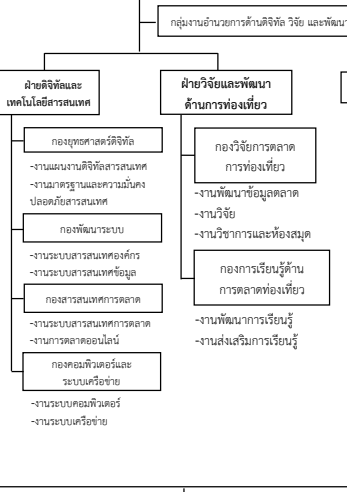 กลุ่มงานอำนวยการด้านดิจิทัล วิจัย และพัฒนา
ฝ่ายดิจิทัลและ
เทคโนโลยีสารสนเทศ
กองยุทธศาสตร์ดิจิทัล
-งานแผนงานดิจิทัลสารสนเทศ
-งานมาตรฐานและความมั่นคง
ปลอดภัยสารสนเทศ
กองพัฒนาระบบ
-งานระบบสารสนเทศองค์กร
-งานระบบสารสนเทศข้อมูล
กองสารสนเทศการตลาด
-งานระบบสารสนเทศการตลาด
-งานการตลาดออนไลน์
กองคอมพิวเตอร์และ
ระบบเครือข่าย
-งานระบบคอมพิวเตอร์
-งานระบบเครือข่าย
ฝ่ายวิจัยและพัฒนา
ด้านการท่องเที่ยว
กองวิจัยการตลาด
การท่องเที่ยว
-งานพัฒนาข้อมูลตลาด
-งานวิจัย
-งานวิชาการและห้องสมุด
กองการเรียนรู้ด้าน
การตลาดท่องเที่ยว
-งานพัฒนาการเรียนรู้
-งานส่งเสริมการเรียนรู้